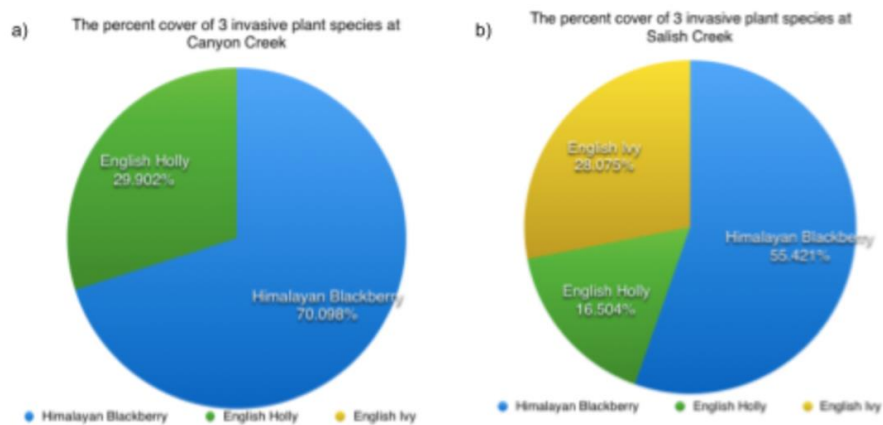 a)
The percent cover of 3 invasive plant species at
Canyon Creek
English Holly
29.902%
Himalayan Blackberry
70.098%
Himalayan Blackberry
English Holly
English Ivy
b)
The percent cover of 3 invasive plant species at
Salish Creek
English Ivy
28.075%
Himalayan Blackberry
55.421%
English Holly
16.504%
Himalayan Blackberry
English Holly
English Ivy